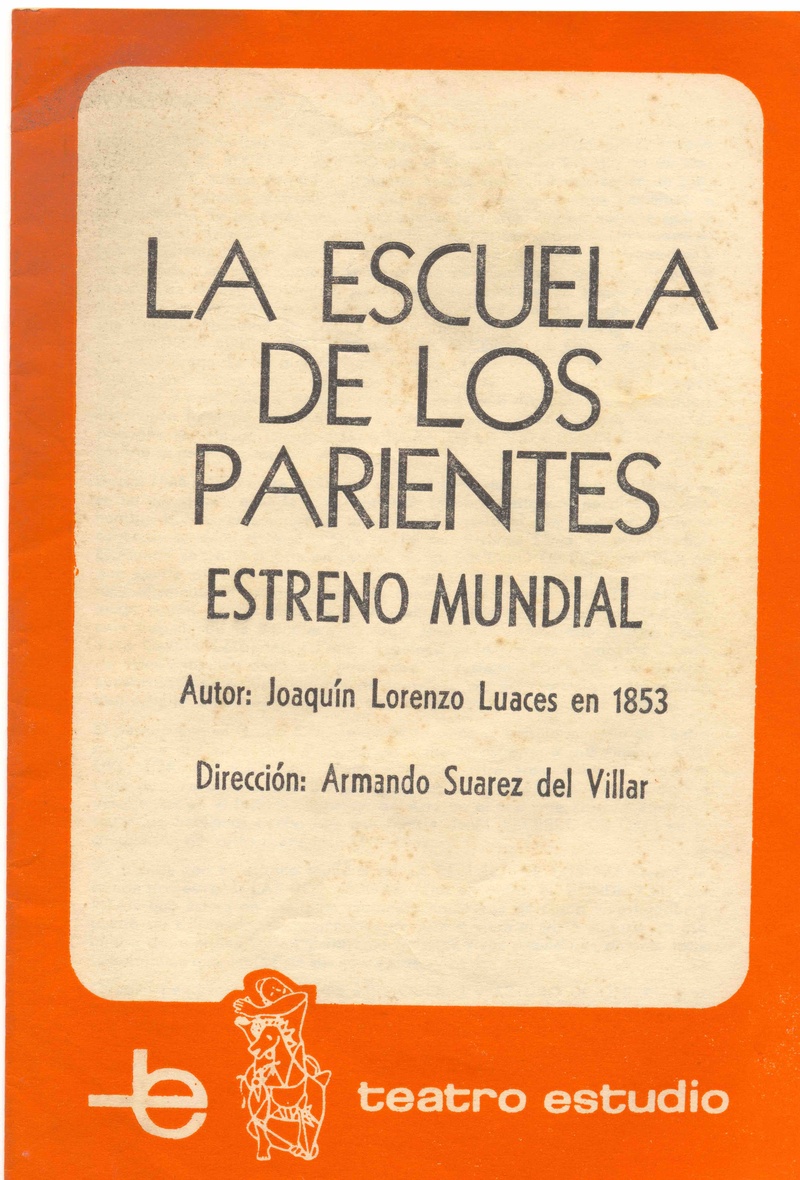 LA ESCUELA
DE LOS
PARIENTES
ESTRENO MUNDIAL
Autor: Joaquín Lorenzo Luaces en 1853
Dirección: Armando Suarez del Villar
te teatro estudio